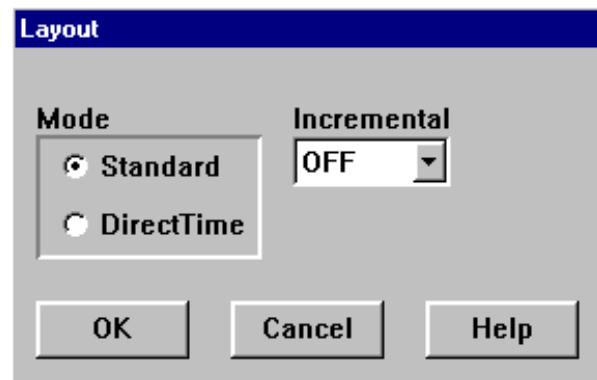 Layout
Mode
Incremental
Standard
OFF
DirectTime
OK
Cancel
Help